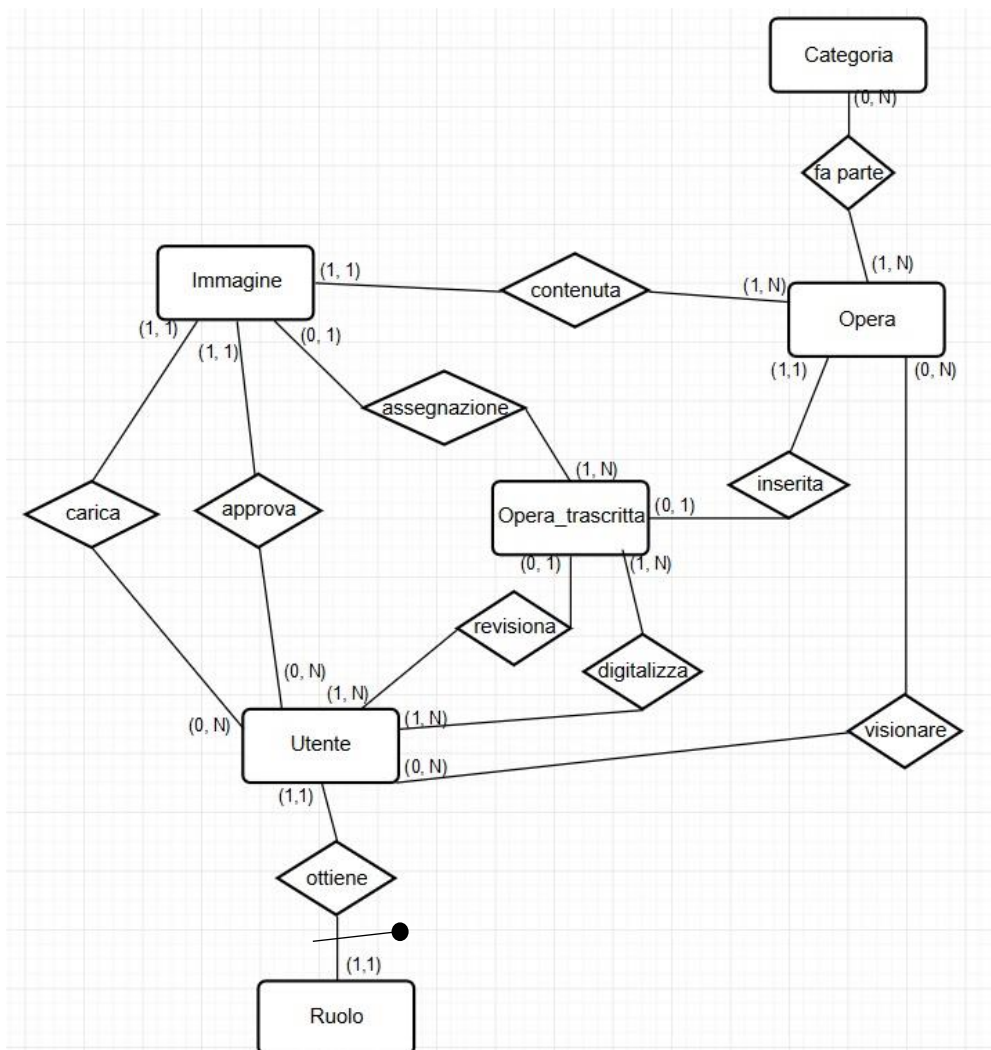 Categoria
(0, N)
fa parte
(1, N)
Immagine
(1, 1)
contenuta
(1, N)
Opera
(1, 1)
(1, 1)
(0, 1)
(1,1)
(0, N)
assegnazione
(1, N)
inserita
carica
approva
Opera_trascritta
(0, 1)
(0, 1)
(1, N)
revisiona
digitalizza
(0, N)
(1, N)
(0, N)
(1, N)
visionare
Utente
(0, N)
(1,1)
ottiene
(1,1)
Ruolo